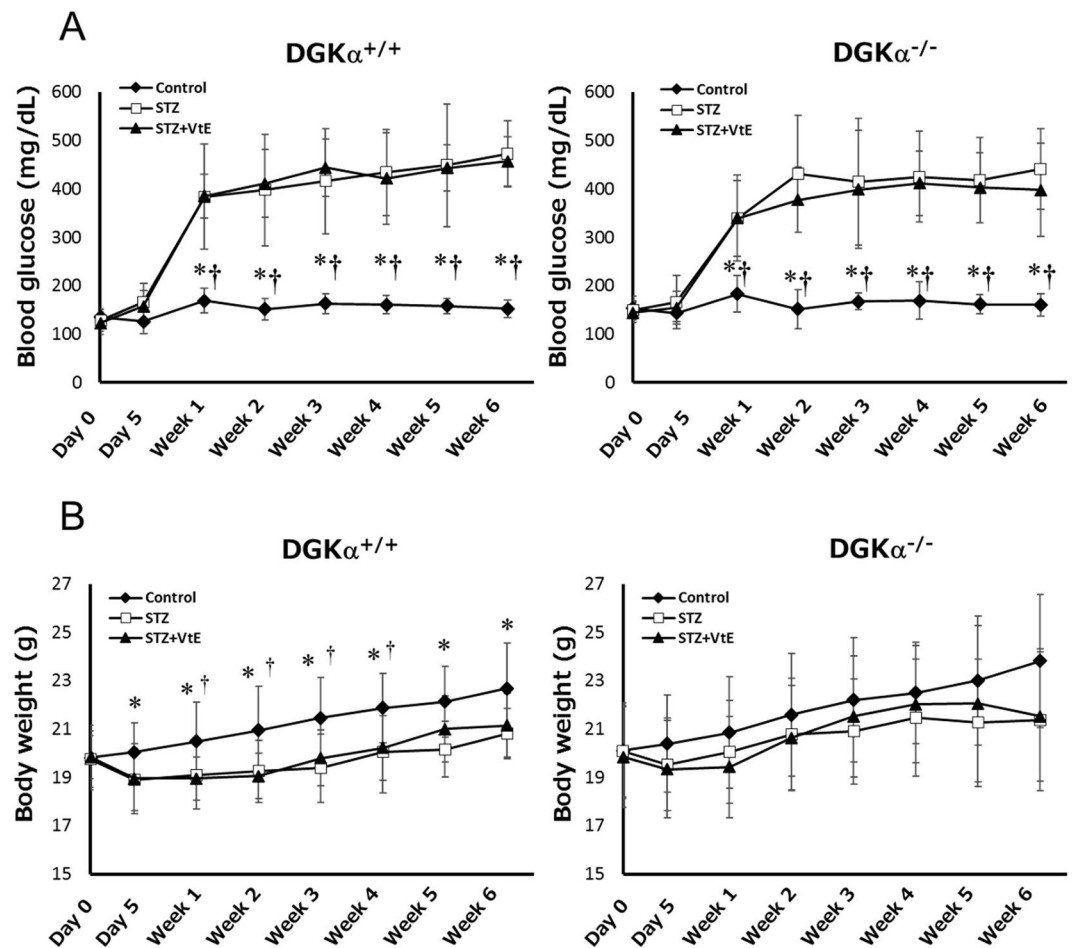 A
DGKα+/+
Blood glucose (mg/dL)
600
500
400
300
200
100
0
Control
STZ
STZ+VtE
*† *† *† *† *† *†
Day 0 Day 5 Week 1 Week 2 Week 3 Week 4 Week 5 Week 6
DGKα-/-
Blood glucose (mg/dL)
600
500
400
300
200
100
0
Control
STZ
STZ+VtE
*† *† *† *† *† *†
Day 0 Day 5 Week 1 Week 2 Week 3 Week 4 Week 5 Week 6
B
DGKα+/+
Body weight (g)
27
25
23
21
19
17
15
Control
STZ
STZ+VtE
* *† *† *† *† * *
Day 0 Day 5 Week 1 Week 2 Week 3 Week 4 Week 5 Week 6
DGKα-/-
Body weight (g)
27
25
23
21
19
17
15
Control
STZ
STZ+VtE
Day 0 Day 5 Week 1 Week 2 Week 3 Week 4 Week 5 Week 6